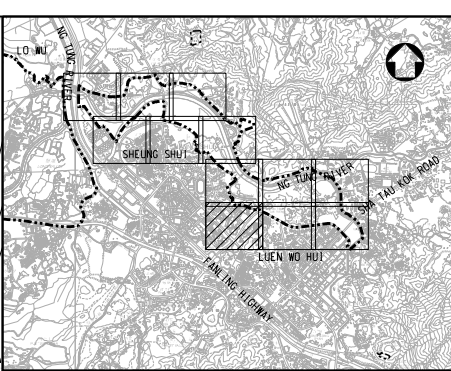 LO WU
NG TUNG RIVER
SHEUNG SHUI
NG TUNG RIVER
SHA TAU KOK ROAD
LUEN WO HUI
FANLING HIGHWAY